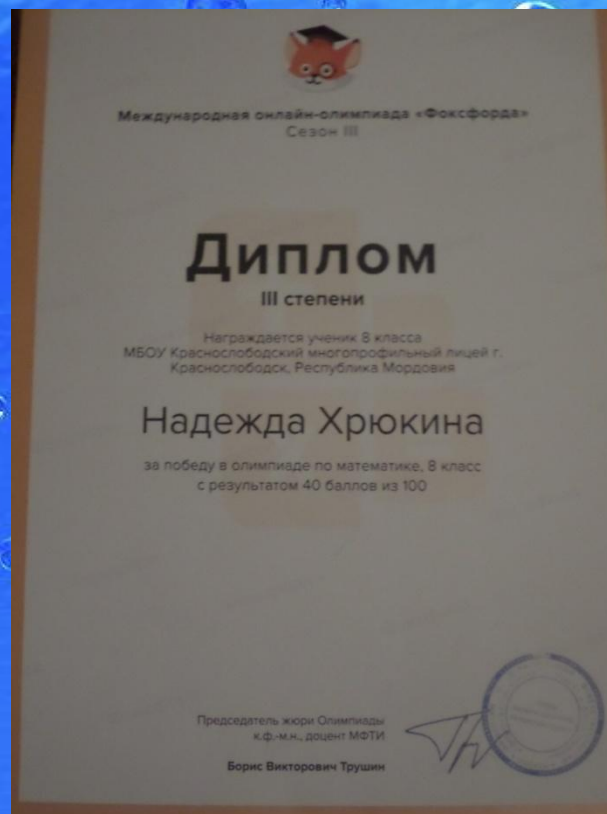 Международная онлайн-олимпиада «Фоксфорда»
Сезон III
Диплом
III степени
Награждается ученик 8 класса
МБОУ Краснослободский многопрофильный лицей г.
Краснослободск, Республика Мордовия
Надежда Хрюкина
за победу в олимпиаде по математике, 8 класс
с результатом 40 баллов из 100
Председатель жюри Олимпиады
к.ф.-м.н., доцент МФТИ
Борис Викторович Трушин